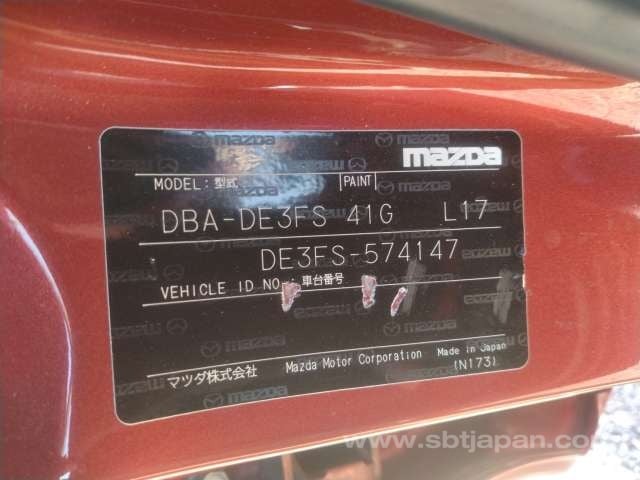 mazda
MODEL:型式 PAINT
DBA-DE3FS 41G L17
DE3FS-574147
VEHICLE ID NO.:車台番号
マツダ株式会社 Mazda Motor Corporation Made in Japan
(N173)
www.sbtjapan.com